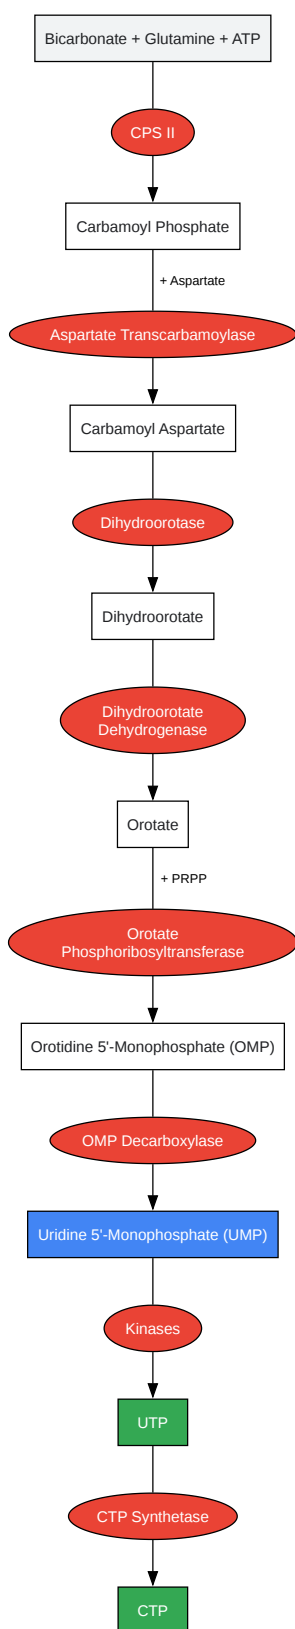 Bicarbonate + Glutamine + ATP
CPS II
Carbamoyl Phosphate
+ Aspartate
Aspartate Transcarbamoylase
Carbamoyl Aspartate
Dihydroorotase
Dihydroorotate
Dihydroorotate
Dehydrogenase
Orotate
+ PRPP
Orotate
Phosphoribosyltransferase
Orotidine 5'-Monophosphate (OMP)
OMP Decarboxylase
Uridine 5'-Monophosphate (UMP)
Kinases
UTP
CTP Synthetase
CTP